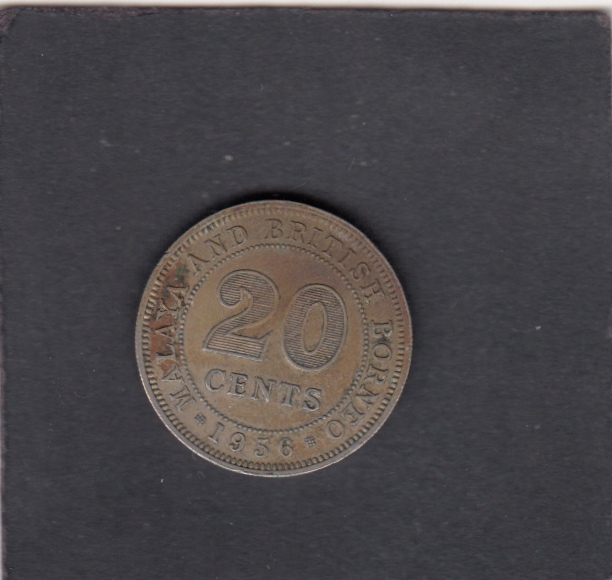 MALAYA AND BRITISH BORNEO
20
CENTS
1956